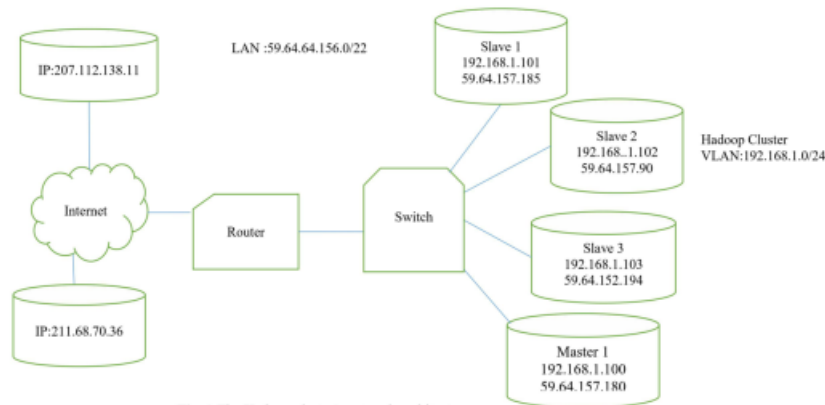 LAN :59.64.64.156.0/22
IP:207.112.138.11
Slave 1
192.168.1.101
59.64.157.185
Slave 2
192.168..1.102
59.64.157.90
Hadoop Cluster
VLAN:192.168.1.0/24
Internet
Router
Switch
Slave 3
192.168.1.103
59.64.152.194
IP:211.68.70.36
Master 1
192.168.1.100
59.64.157.180